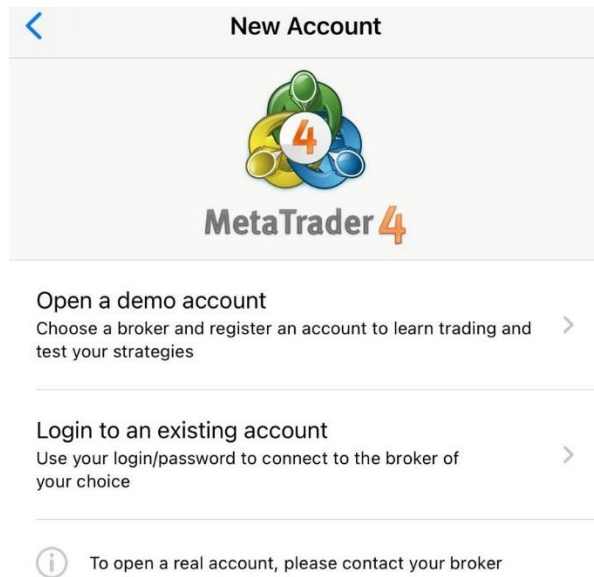 New Account
4
MetaTrader 4
Open a demo account
Choose a broker and register an account to learn trading and
test your strategies
Login to an existing account
Use your login/password to connect to the broker of
your choice
i To open a real account, please contact your broker